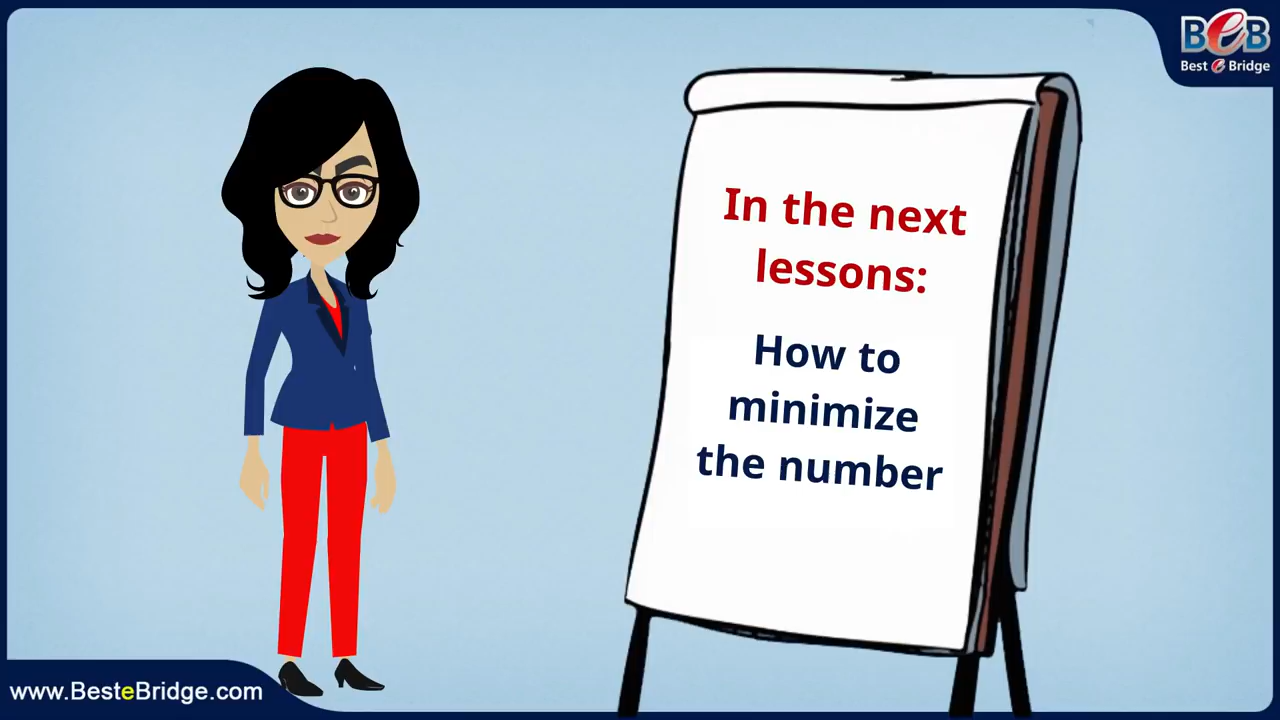 BeB
Best e Bridge
In the next
lessons:
How to
minimize
the number
www.BesteBridge.com